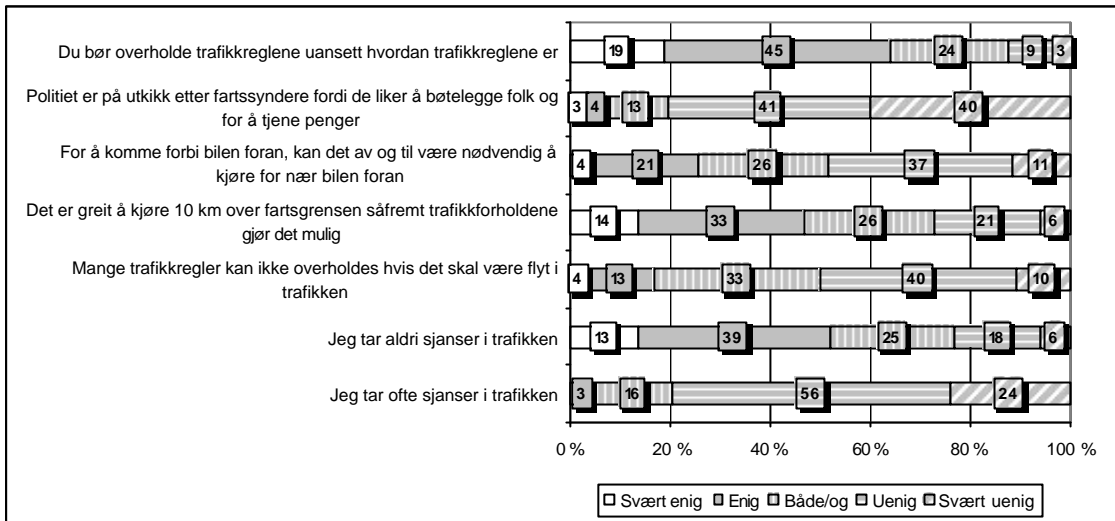 Du bør overholde trafikkreglene uansett hvordan trafikkreglene er
19 45 24 9 3
Politiet er på utkikk etter fartssyndere fordi de liker å bøtelegge folk og
for å tjene penger
3 4 13 41 40
For å komme forbi bilen foran, kan det av og til være nødvendig å
kjøre for nær bilen foran
4 21 26 37 11
Det er greit å kjøre 10 km over fartsgrensen såfremt trafikkforholdene
gjør det mulig
14 33 26 21 6
Mange trafikkregler kan ikke overholdes hvis det skal være flyt i
trafikken
4 13 33 40 10
Jeg tar aldri sjanser i trafikken
13 39 25 18 6
Jeg tar ofte sjanser i trafikken
3 16 56 24
0 % 20 % 40 % 60 % 80 % 100 %
Svært enig Enig Både/og Uenig Svært uenig